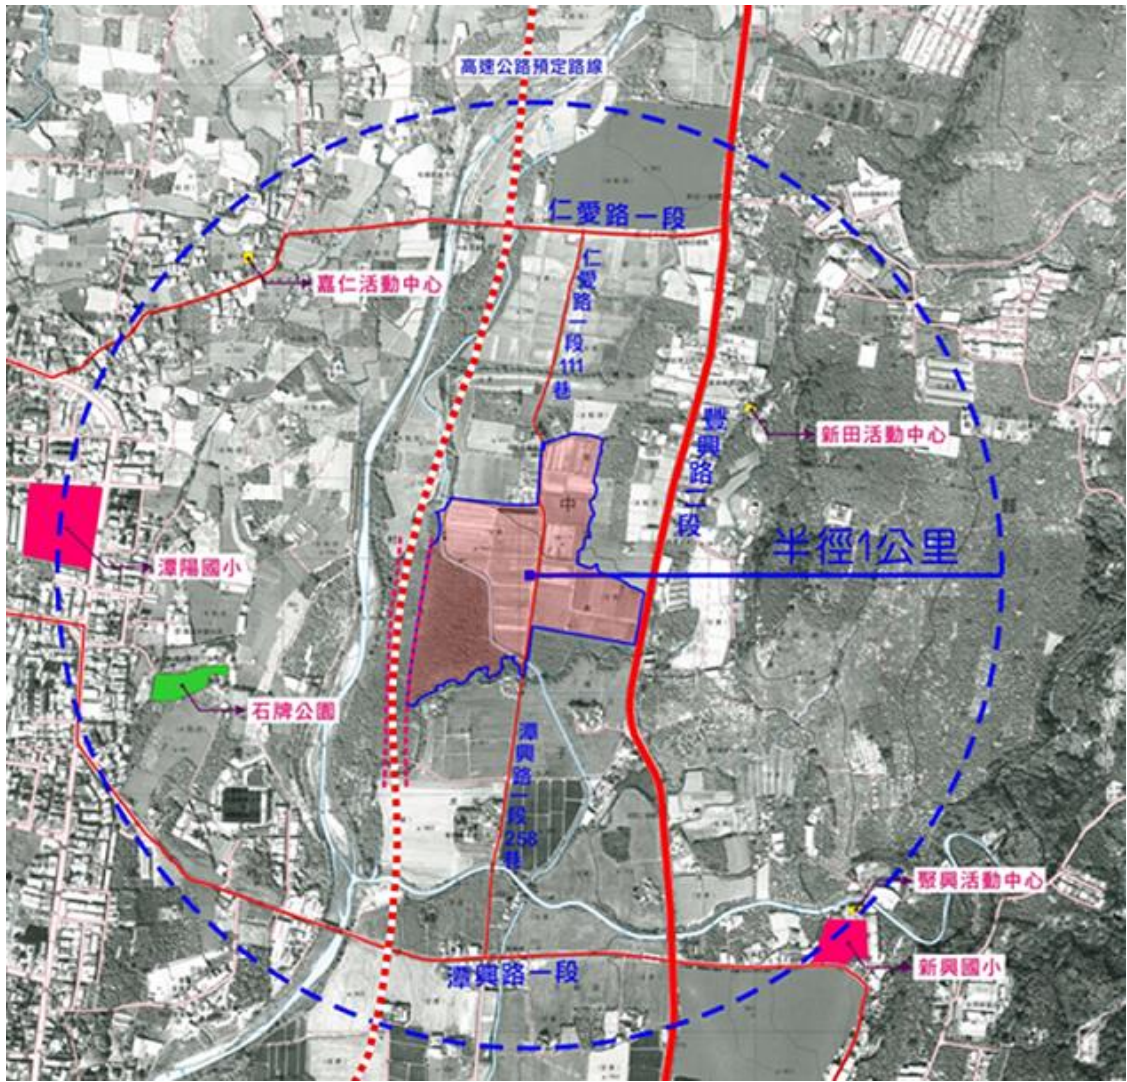 高速公路預定路線
仁愛路一段
仁愛路一段111巷
嘉仁活動中心
豐興路二段
新田活動中心
中
半徑1公里
潭陽國小
石牌公園
潭興路一段258巷
聚興活動中心
新興國小
潭興路一段